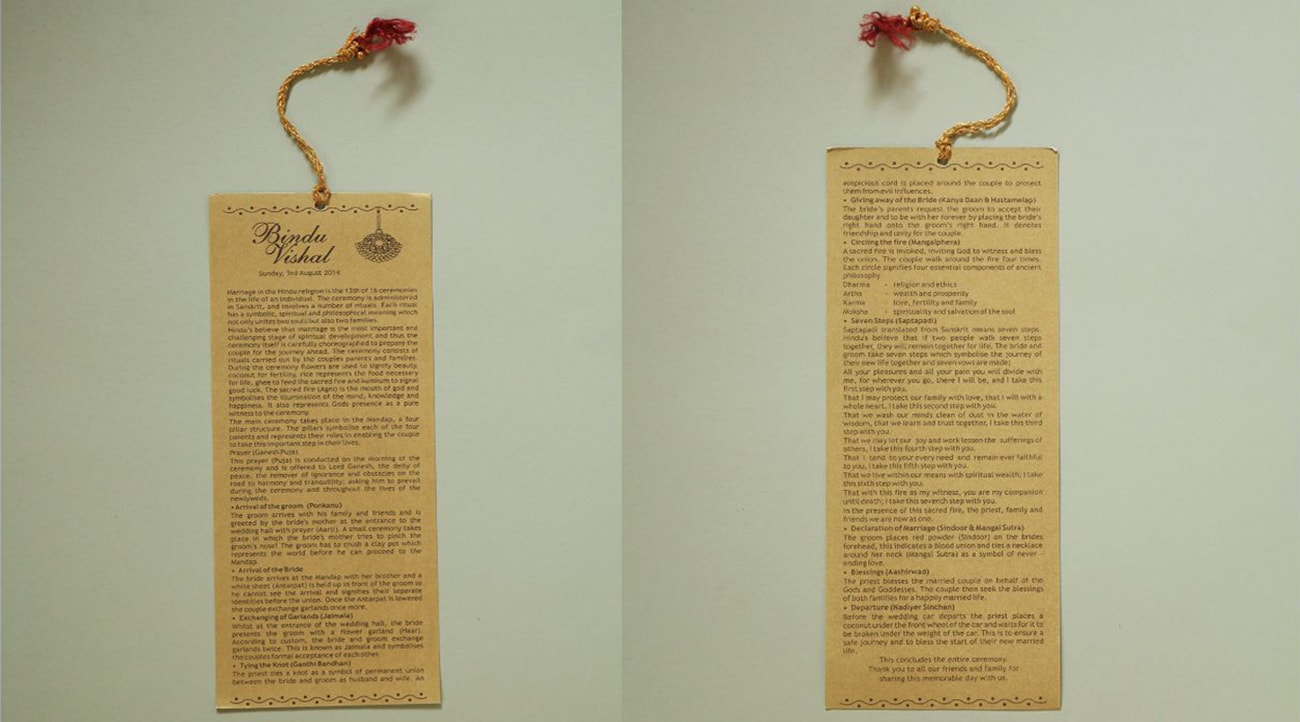 Bindu
Vishal
Sunday, 3rd August 2014
Marriage in the Hindu religion is the 13th of 16 ceremonies
in the life of an individual. The ceremony is administered
in Sanskrit, and involves a number of rituals. Each ritual
has a symbolic, spiritual and philosophical meaning which
not only unites two souls but also two families.
Hindu's believe that marriage is the most important and
challenging stage of spiritual development and thus the
ceremony itself is carefully choreographed to prepare the
couple for the journey ahead. The ceremony consists of
rituals carried out by the couples parents and families.
During the ceremony flowers are used to signify beauty,
coconut for fertility, rice represents the food necessary
for life, ghee to feed the sacred fire and kumkum to signal
good luck. The sacred fire (Agni) is the mouth of god and
symbolises the illumination of the mind, knowledge and
happiness. It also represents Gods presence as a pure
witness to the ceremony.
The main ceremony takes place in the Mandap, a four
pillar structure. The pillars symbolise each of the four
parents and represents their roles in enabling the couple
to take this important step in their lives.
Prayer (Ganesh Puja)
This prayer (Puja) is conducted on the morning of the
ceremony and is offered to Lord Ganesh, the deity of
peace, the remover of ignorance and obstacles on the
road to harmony and tranquility; asking him to prevail
during the ceremony and throughout the lives of the
newlyweds.
• Arrival of the groom (Ponkanu)
The groom arrives with his family and friends and is
greeted by the bride's mother at the entrance to the
wedding hall with prayer (Aarti). A small ceremony takes
place in which the bride's mother tries to pinch the
groom's nose! The groom has to crush a clay pot which
represents the world before he can proceed to the
Mandap.
• Arrival of the Bride
The bride arrives at the Mandap with her brother and a
white sheet (Antarpat) is held up in front of the groom so
he cannot see the arrival and signifies their separate
identities before the union. Once the Antarpat is lowered
the couple exchange garlands once more.
• Exchanging of Garlands (Jaimala)
Whilst at the entrance of the wedding hall, the bride
presents the groom with a flower garland (Haar).
According to custom, the bride and groom exchange
garlands twice. This is known as Jaimala and symbolises
the couples formal acceptance of each other.
• Tying the Knot (Ganthi Bandhan)
The priest ties a knot as a symbol of permanent union
between the bride and groom as husband and wife. An
auspicious cord is placed around the couple to protect
them from evil influences.
• Giving away of the Bride (Kanya Daan & Hastamelap)
The bride's parents request the groom to accept their
daughter and to be with her forever by placing the bride's
right hand onto the groom's right hand. It denotes
friendship and unity for the couple.
• Circling the fire (Mangalphera)
A sacred fire is invoked, inviting God to witness and bless
the union. The couple walk around the fire four times.
Each circle signifies four essential components of ancient
philosophy
Dharma - religion and ethics
Artha - wealth and prosperity
Karma - love, fertility and family
Moksha - spirituality and salvation of the soul.
• Seven Steps (Saptapadi)
Saptapadi translated from Sanskrit means seven steps.
Hindu's believe that if two people walk seven steps
together, they will remain together for life. The bride and
groom take seven steps which symbolise the journey of
their new life together and seven vows are made;
All your pleasures and all your pain you will divide with
me, for wherever you go, there I will be, and I take this
first step with you.
That I may protect our family with love, that I will with a
whole heart, I take this second step with you.
That we wash our minds clean of dust in the water of
wisdom, that we learn and trust together, I take this third
step with you.
That we may let our joy and work lessen the sufferings of
others, I take this fourth step with you.
That I tend to your every need and remain ever faithful
to you, I take this fifth step with you.
That we live within our means with spiritual wealth; I take
this sixth step with you.
That with this fire as my witness, you are my companion
until death; I take this seventh step with you.
In the presence of this sacred fire, the priest, family and
friends we are now as one.
• Declaration of Marriage (Sindoor & Mangal Sutra)
The groom places red powder (Sindoor) on the brides
forehead, this indicates a blood union and ties a necklace
around her neck (Mangal Sutra) as a symbol of never -
ending love.
• Blessings (Aashirwad)
The priest blesses the married couple on behalf of the
Gods and Goddesses. The couple then seek the blessings
of both families for a happily married life.
• Departure (Nadiyer Sinchan)
Before the wedding car departs the priest places a
coconut under the front wheel of the car and waits for it to
be broken under the weight of the car. This is to ensure a
safe journey and to bless the start of their new married
life.
This concludes the entire ceremony.
Thank you to all our friends and family for
sharing this memorable day with us.